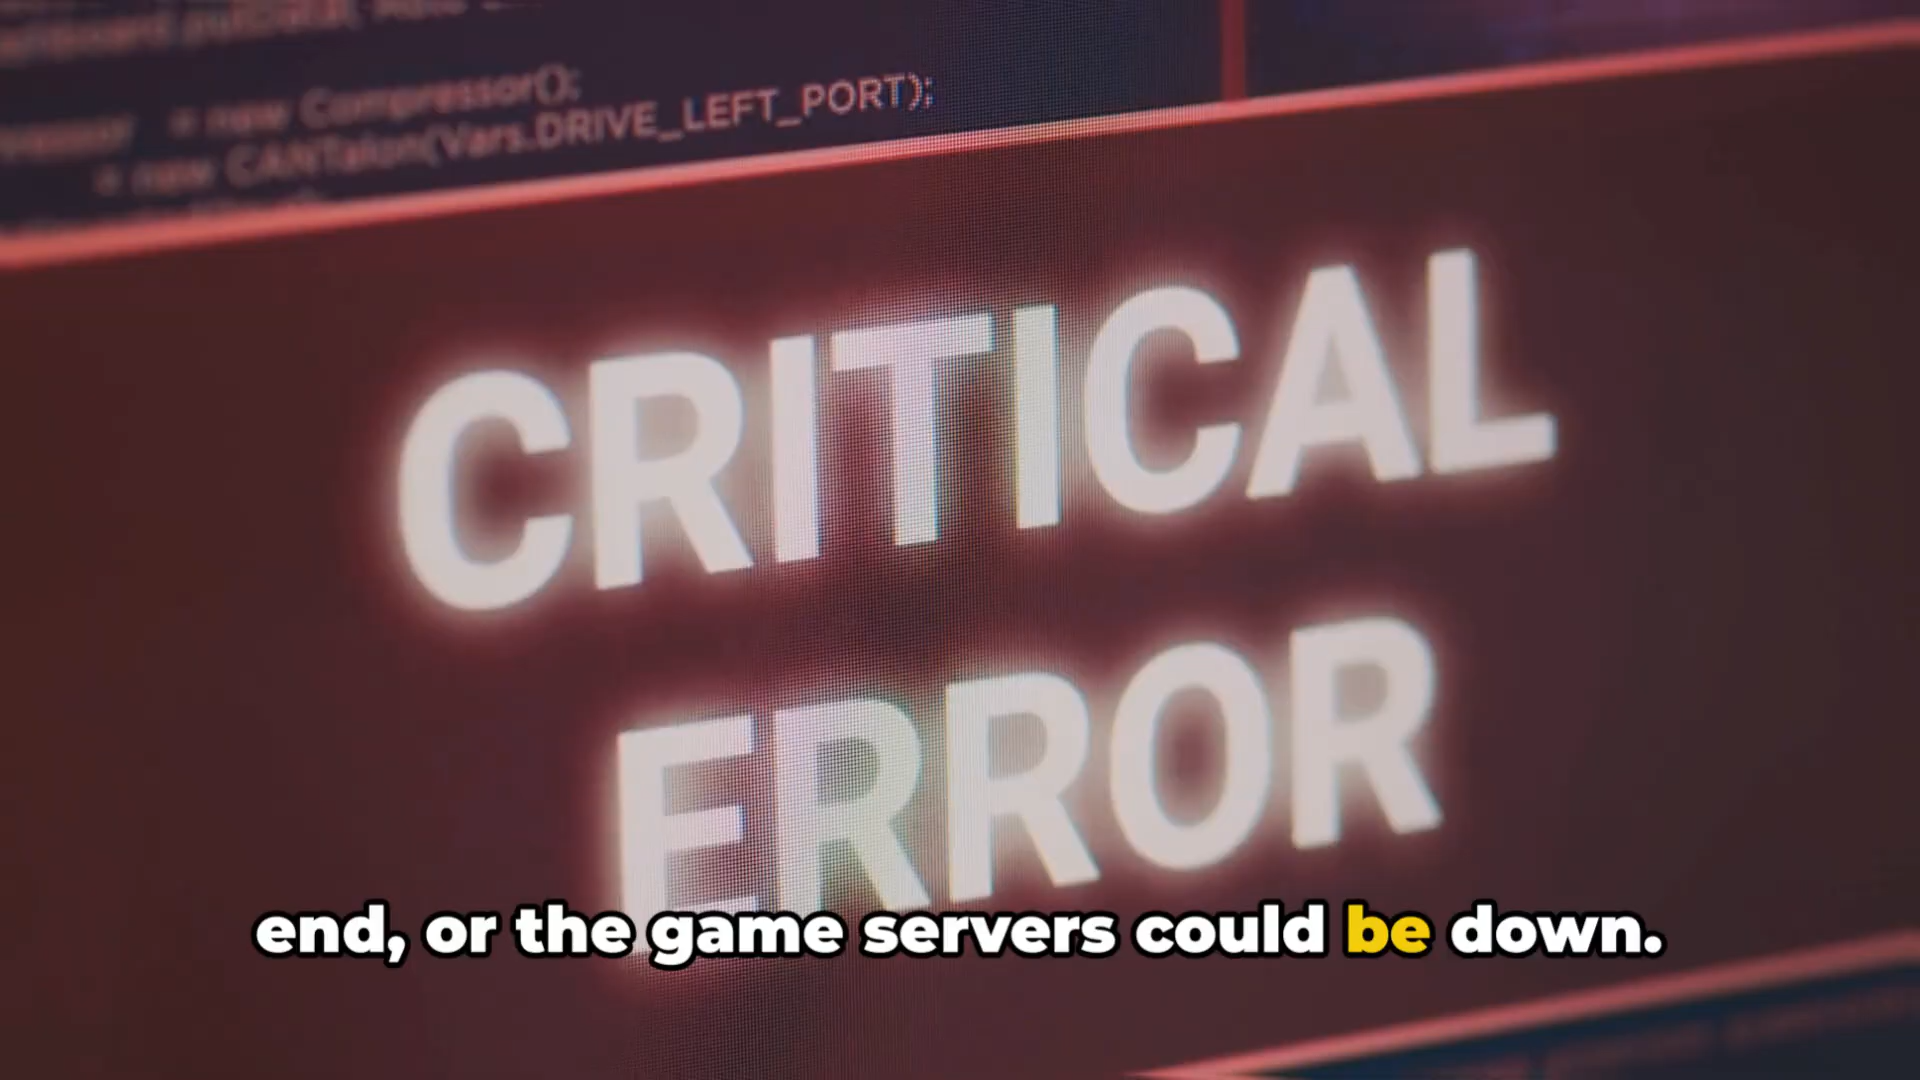 = new Compressor();
= new CANTalon(Vars.DRIVE_LEFT_PORT);
CRITICAL
ERROR
end, or the game servers could be down.